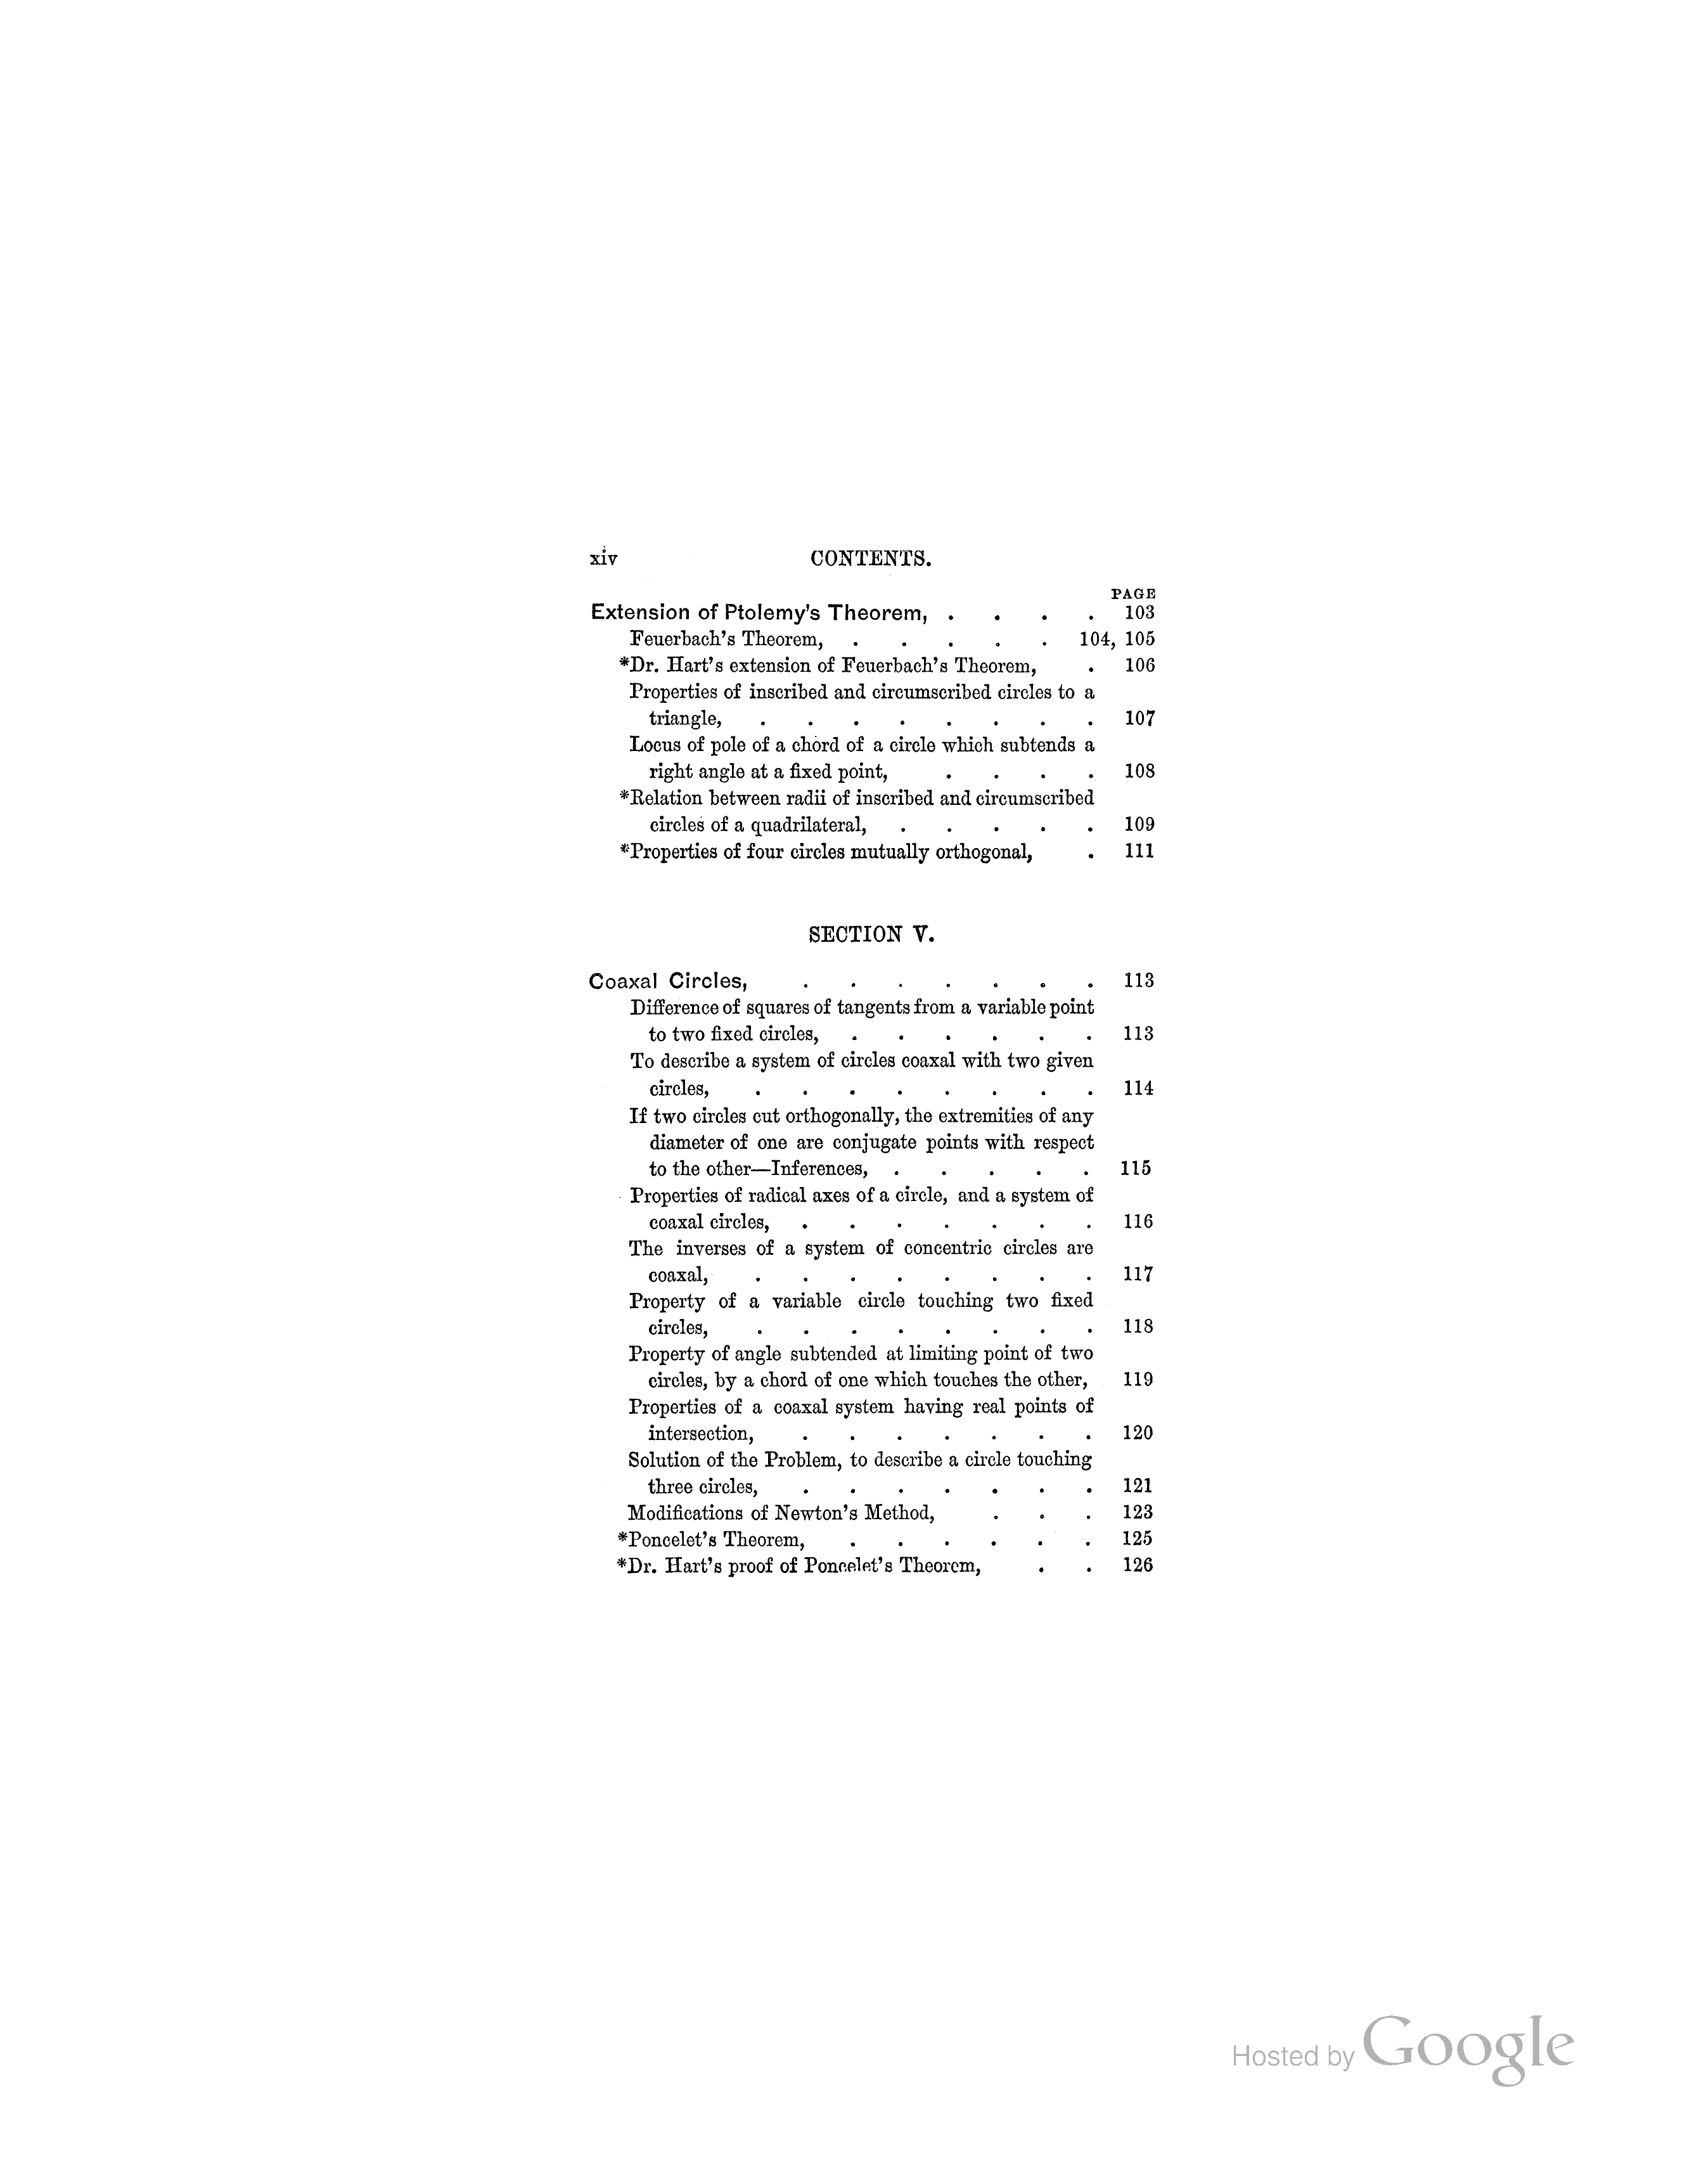 xiv CONTENTS.
PAGE
Extension of Ptolemy's Theorem, . . . . 103
Feuerbach's Theorem, . . . . . 104, 105
*Dr. Hart's extension of Feuerbach's Theorem, . 106
Properties of inscribed and circumscribed circles to a
triangle, . . . . . . . . 107
Locus of pole of a chord of a circle which subtends a
right angle at a fixed point, . . . . 108
*Relation between radii of inscribed and circumscribed
circles of a quadrilateral, . . . . . 109
*Properties of four circles mutually orthogonal, . 111
SECTION V.
Coaxal Circles, . . . . . . . 113
Difference of squares of tangents from a variable point
to two fixed circles, . . . . . . 113
To describe a system of circles coaxal with two given
circles, . . . . . . . . 114
If two circles cut orthogonally, the extremities of any
diameter of one are conjugate points with respect
to the other—Inferences, . . . . . 115
Properties of radical axes of a circle, and a system of
coaxal circles, . . . . . . . 116
The inverses of a system of concentric circles are
coaxal, . . . . . . . . 117
Property of a variable circle touching two fixed
circles, . . . . . . . . 118
Property of angle subtended at limiting point of two
circles, by a chord of one which touches the other, 119
Properties of a coaxal system having real points of
intersection, . . . . . . . 120
Solution of the Problem, to describe a circle touching
three circles, . . . . . . . 121
Modifications of Newton's Method, . . . 123
*Poncelet's Theorem, . . . . . . 125
*Dr. Hart's proof of Poncelet's Theorem, . . 126
Hosted by Google